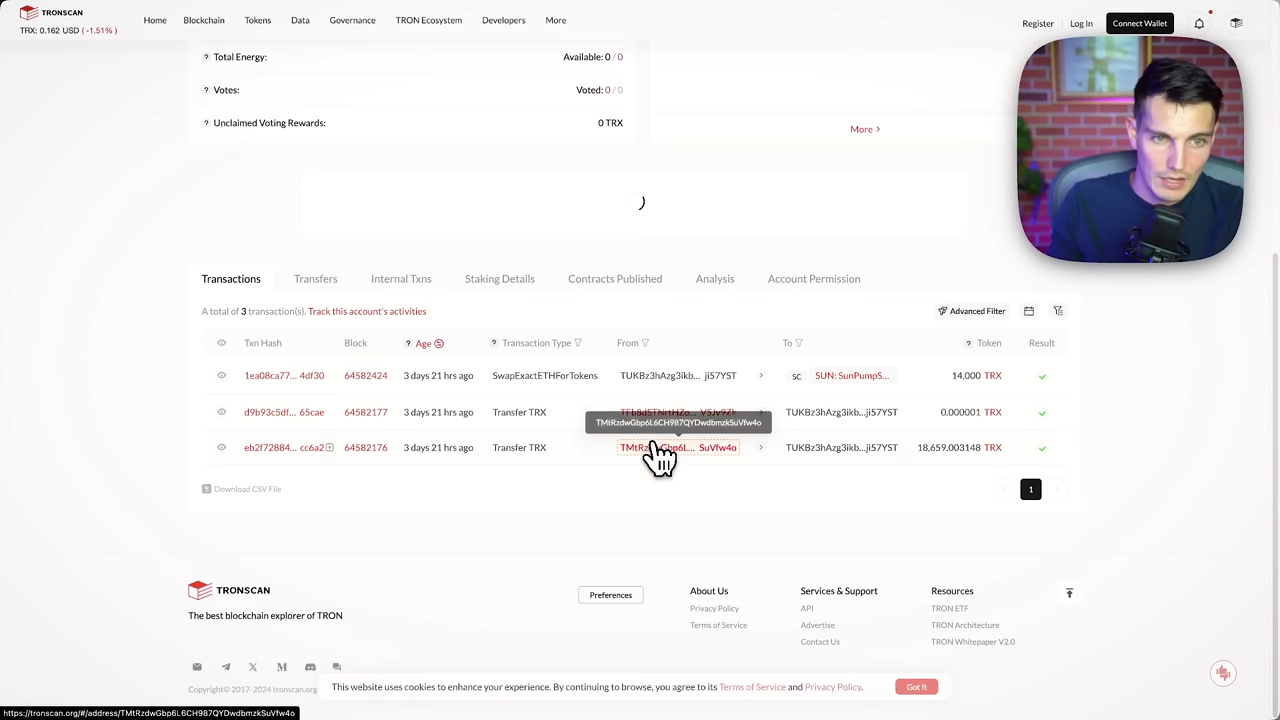 TRONSCAN
TRX: 0.162 USD ( -1.51% )
Home Blockchain Tokens Data Governance TRON Ecosystem Developers More
Register Log In Connect Wallet
? Total Energy: Available: 0 / 0
? Votes: Voted: 0 / 0
? Unclaimed Voting Rewards: 0 TRX
More >
Transactions Transfers Internal Txns Staking Details Contracts Published Analysis Account Permission
A total of 3 transaction(s). Track this account's activities Advanced Filter
Txn Hash Block ? Age ? Transaction Type From To ? Token Result
1ea08ca77... 4df30 64582424 3 days 21 hrs ago SwapExactETHForTokens TUKBz3hAzg3ikb... ji57YST > SC SUN: SunPumpS... 14,000 TRX
d9b93c5df... 65cae 64582177 3 days 21 hrs ago Transfer TRX > TUKBz3hAzg3ikb...ji57YST 0.000001 TRX
TMtRzdwGbp6L6CH987QYDwdbmzkSuVfw4o
eb2f72884... cc6a2 64582176 3 days 21 hrs ago Transfer TRX SuVfw4o > TUKBz3hAzg3ikb...ji57YST 18,659.003148 TRX
Download CSV File < 1 >
TRONSCAN
The best blockchain explorer of TRON
Preferences
About Us
Privacy Policy
Terms of Service
Services & Support
API
Advertise
Contact Us
Resources
TRON ETF
TRON Architecture
TRON Whitepaper V2.0
Copyright© 2017-2024 tronscan.org
This website uses cookies to enhance your experience. By continuing to browse, you agree to its Terms of Service and Privacy Policy. Got It
https://tronscan.org/#/address/TMtRzdwGbp6L6CH987QYDwdbmzkSuVfw4o